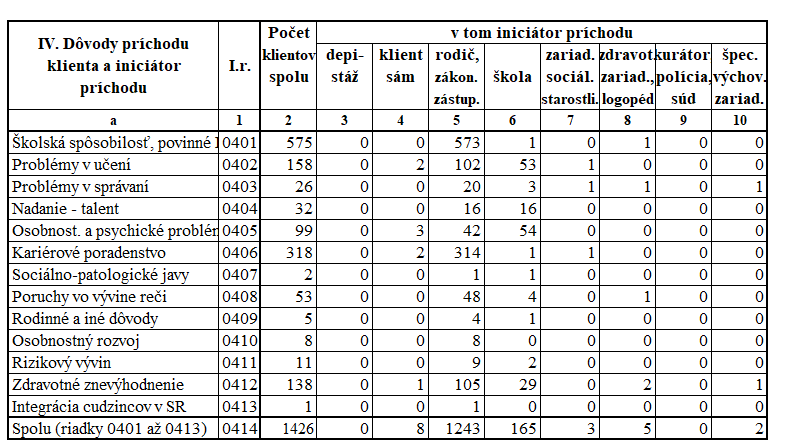 IV. Dôvody príchodu klienta a iniciátor príchodu | I.r. | Počet klientov spolu | v tom iniciátor príchodu
depi-stáž | klient sám | rodič, zákon. zástup. | škola | zariad. sociál. starostli. | zdravot. zariad., logopéd | kurátor polícia, súd | špec. výchov. zariad.
a | 1 | 2 | 3 | 4 | 5 | 6 | 7 | 8 | 9 | 10
Školská spôsobilosť, povinné | 0401 | 575 | 0 | 0 | 573 | 1 | 0 | 1 | 0 | 0
Problémy v učení | 0402 | 158 | 0 | 2 | 102 | 53 | 1 | 0 | 0 | 0
Problémy v správaní | 0403 | 26 | 0 | 0 | 20 | 3 | 1 | 1 | 0 | 1
Nadanie - talent | 0404 | 32 | 0 | 0 | 16 | 16 | 0 | 0 | 0 | 0
Osobnost. a psychické problém | 0405 | 99 | 0 | 3 | 42 | 54 | 0 | 0 | 0 | 0
Kariérové poradenstvo | 0406 | 318 | 0 | 2 | 314 | 1 | 1 | 0 | 0 | 0
Sociálno-patologické javy | 0407 | 2 | 0 | 0 | 1 | 1 | 0 | 0 | 0 | 0
Poruchy vo vývine reči | 0408 | 53 | 0 | 0 | 48 | 4 | 0 | 1 | 0 | 0
Rodinné a iné dôvody | 0409 | 5 | 0 | 0 | 4 | 1 | 0 | 0 | 0 | 0
Osobnostný rozvoj | 0410 | 8 | 0 | 0 | 8 | 0 | 0 | 0 | 0 | 0
Rizikový vývin | 0411 | 11 | 0 | 0 | 9 | 2 | 0 | 0 | 0 | 0
Zdravotné znevýhodnenie | 0412 | 138 | 0 | 1 | 105 | 29 | 0 | 2 | 0 | 1
Integrácia cudzincov v SR | 0413 | 1 | 0 | 0 | 1 | 0 | 0 | 0 | 0 | 0
Spolu (riadky 0401 až 0413) | 0414 | 1426 | 0 | 8 | 1243 | 165 | 3 | 5 | 0 | 2